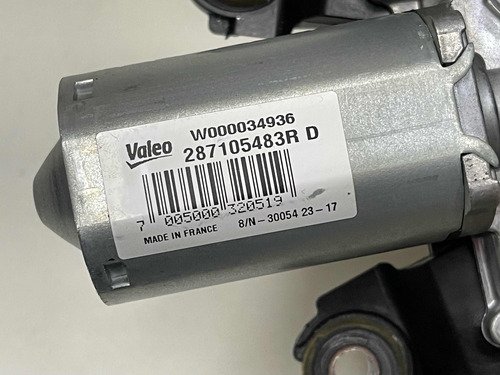 Valeo
W000034936
287105483R D
7 005000 320519
MADE IN FRANCE 8/N-30054 23-17